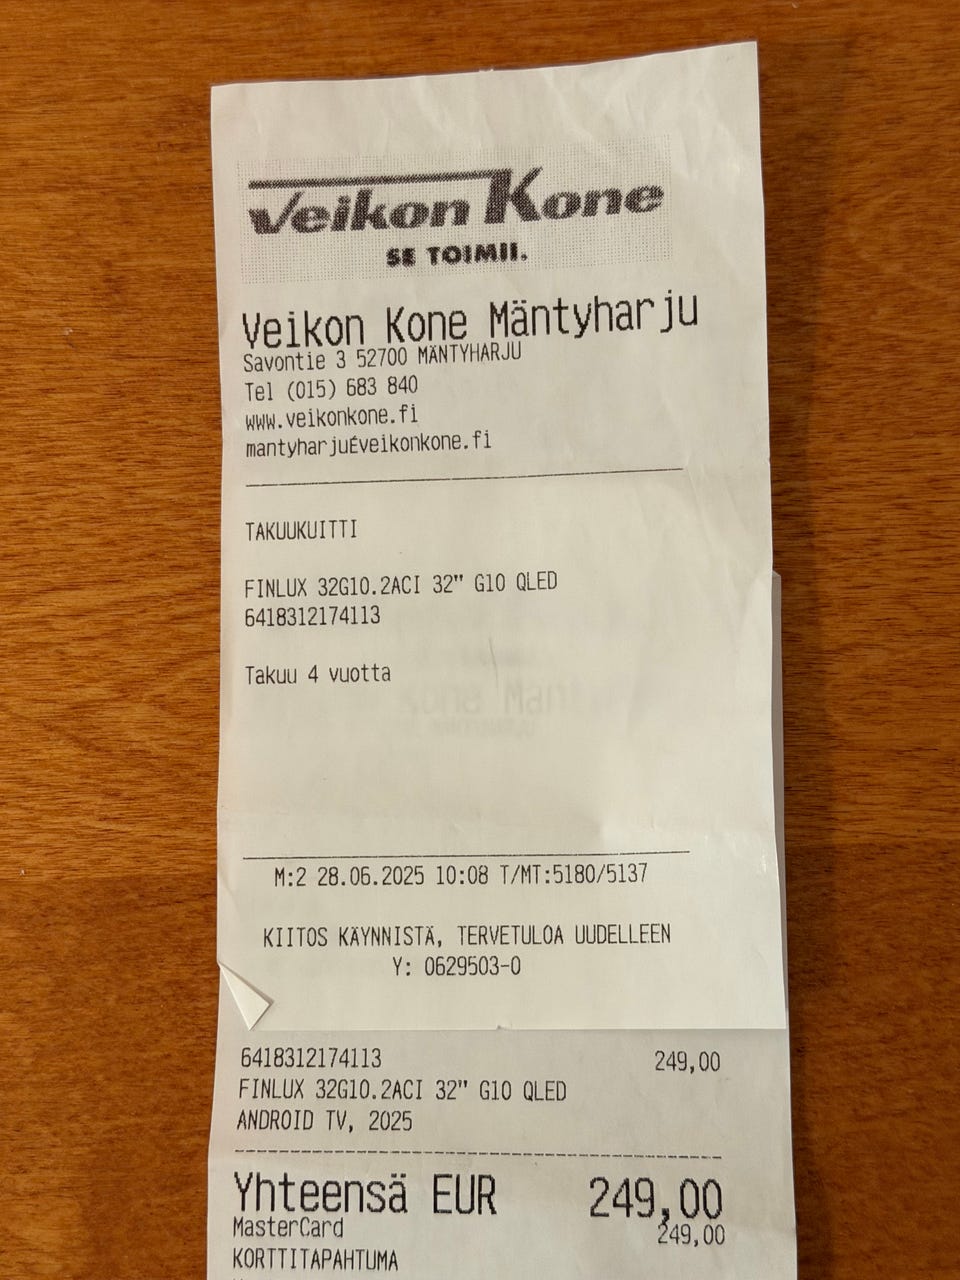 Veikon Kone
SE TOIMII.
Veikon Kone Mäntyharju
Savontie 3 52700 MÄNTYHARJU
Tel (015) 683 840
www.veikonkone.fi
mantyharjuÉveikonkone.fi
TAKUUKUITTI
FINLUX 32G10.2ACI 32" G10 QLED
6418312174113
Takuu 4 vuotta
M:2 28.06.2025 10:08 T/MT:5180/5137
KIITOS KÄYNNISTÄ, TERVETULOA UUDELLEEN
Y: 0629503-0
6418312174113 249,00
FINLUX 32G10.2ACI 32" G10 QLED
ANDROID TV, 2025
Yhteensä EUR 249,00
MasterCard 249,00
KORTTITAPAHTUMA